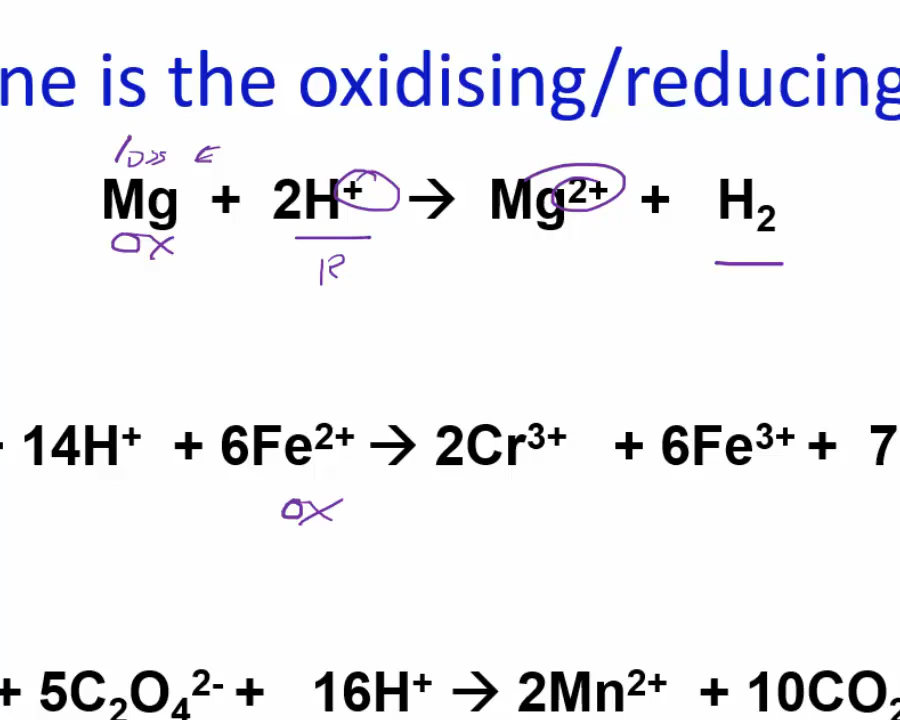 ne is the oxidising/reducing
loss E
Mg + 2H⁺ → Mg²⁺ + H₂
OX R
14H⁺ + 6Fe²⁺ → 2Cr³⁺ + 6Fe³⁺ + 7
OX
+ 5C₂O₄²⁻ + 16H⁺ → 2Mn²⁺ + 10CO₂